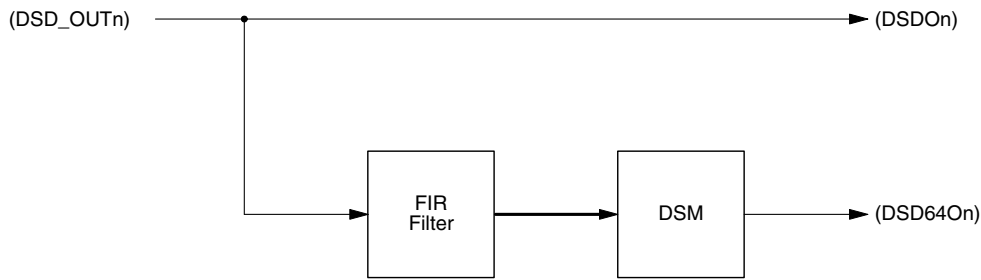 (DSD_OUTn)
(DSDOn)
FIR
Filter
DSM
(DSD64On)